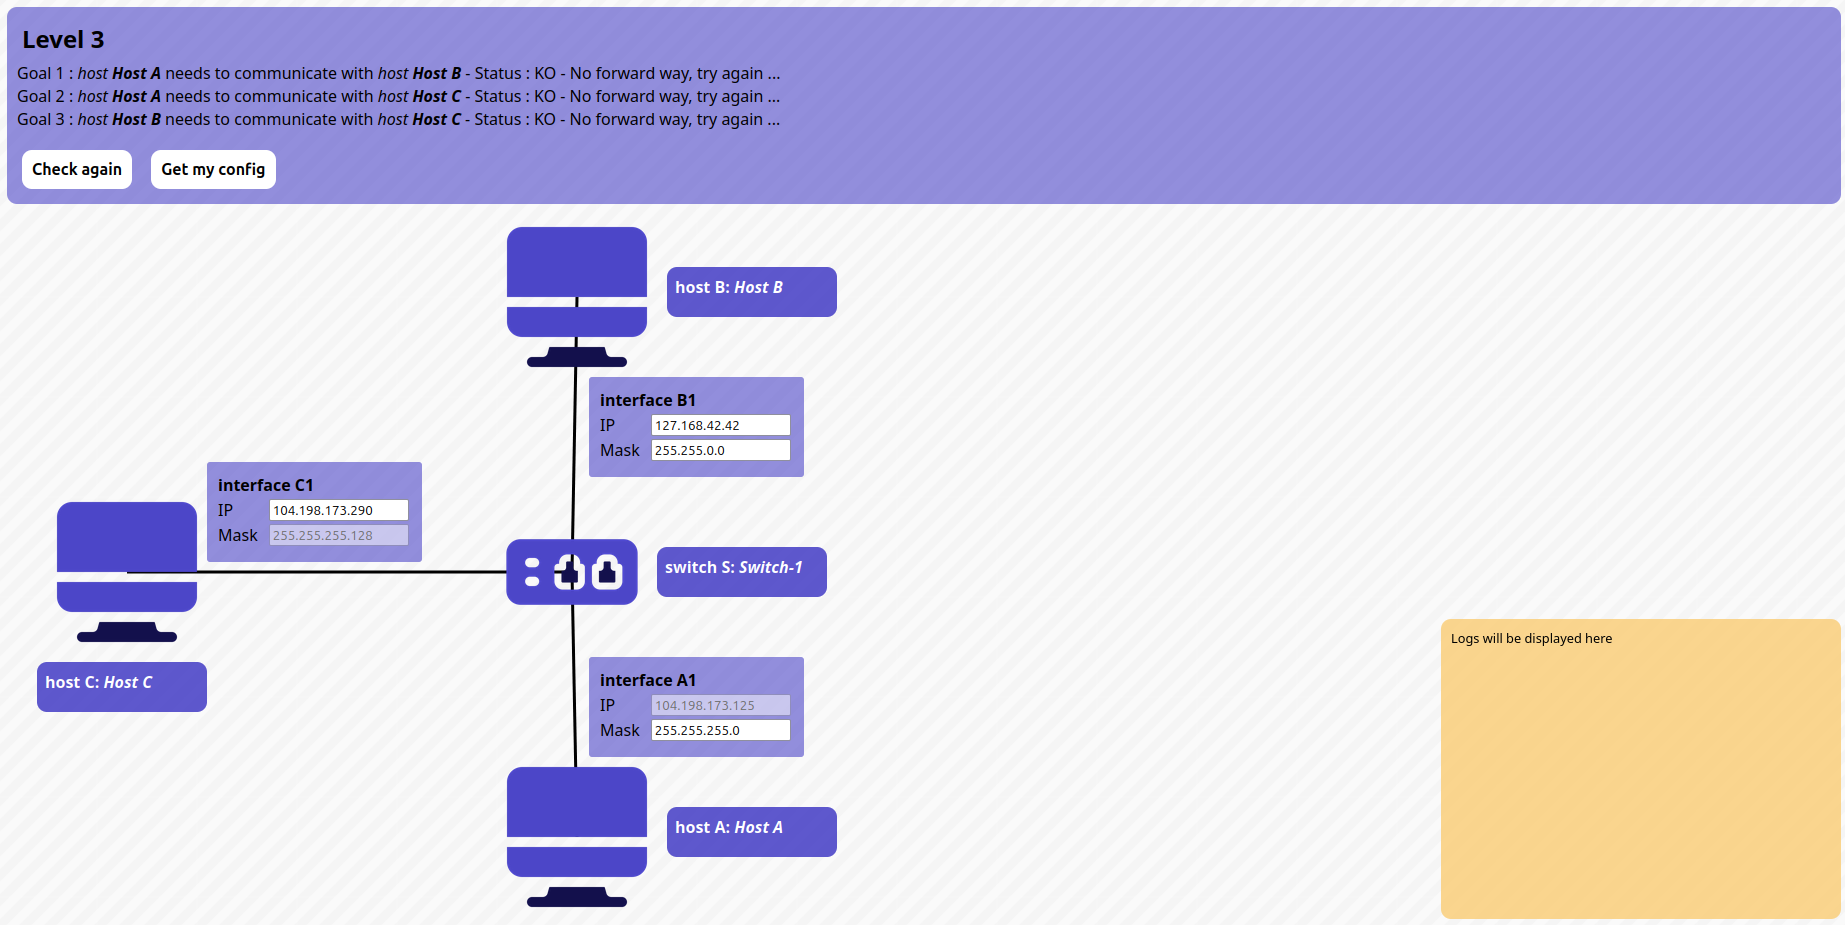 Level 3
Goal 1 : host Host A needs to communicate with host Host B - Status : KO - No forward way, try again ...
Goal 2 : host Host A needs to communicate with host Host C - Status : KO - No forward way, try again ...
Goal 3 : host Host B needs to communicate with host Host C - Status : KO - No forward way, try again ...
Check again
Get my config
host B: Host B
interface B1
IP 127.168.42.42
Mask 255.255.0.0
interface C1
IP 104.198.173.290
Mask 255.255.255.128
switch S: Switch-1
Logs will be displayed here
host C: Host C
interface A1
IP 104.198.173.125
Mask 255.255.255.0
host A: Host A